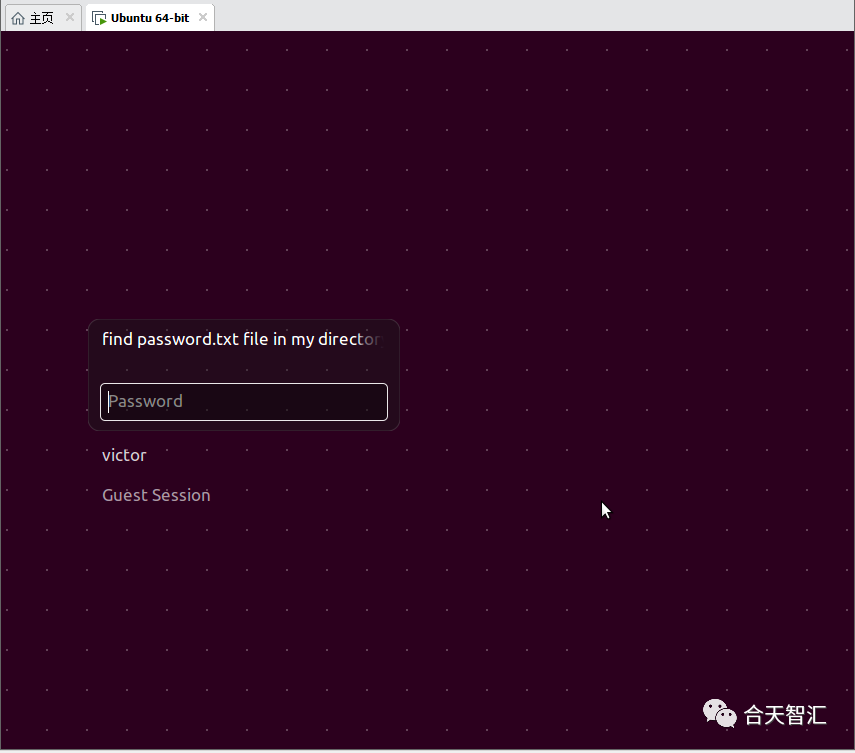 主页
Ubuntu 64-bit
find password.txt file in my director
Password
victor
Guest Session
合天智汇